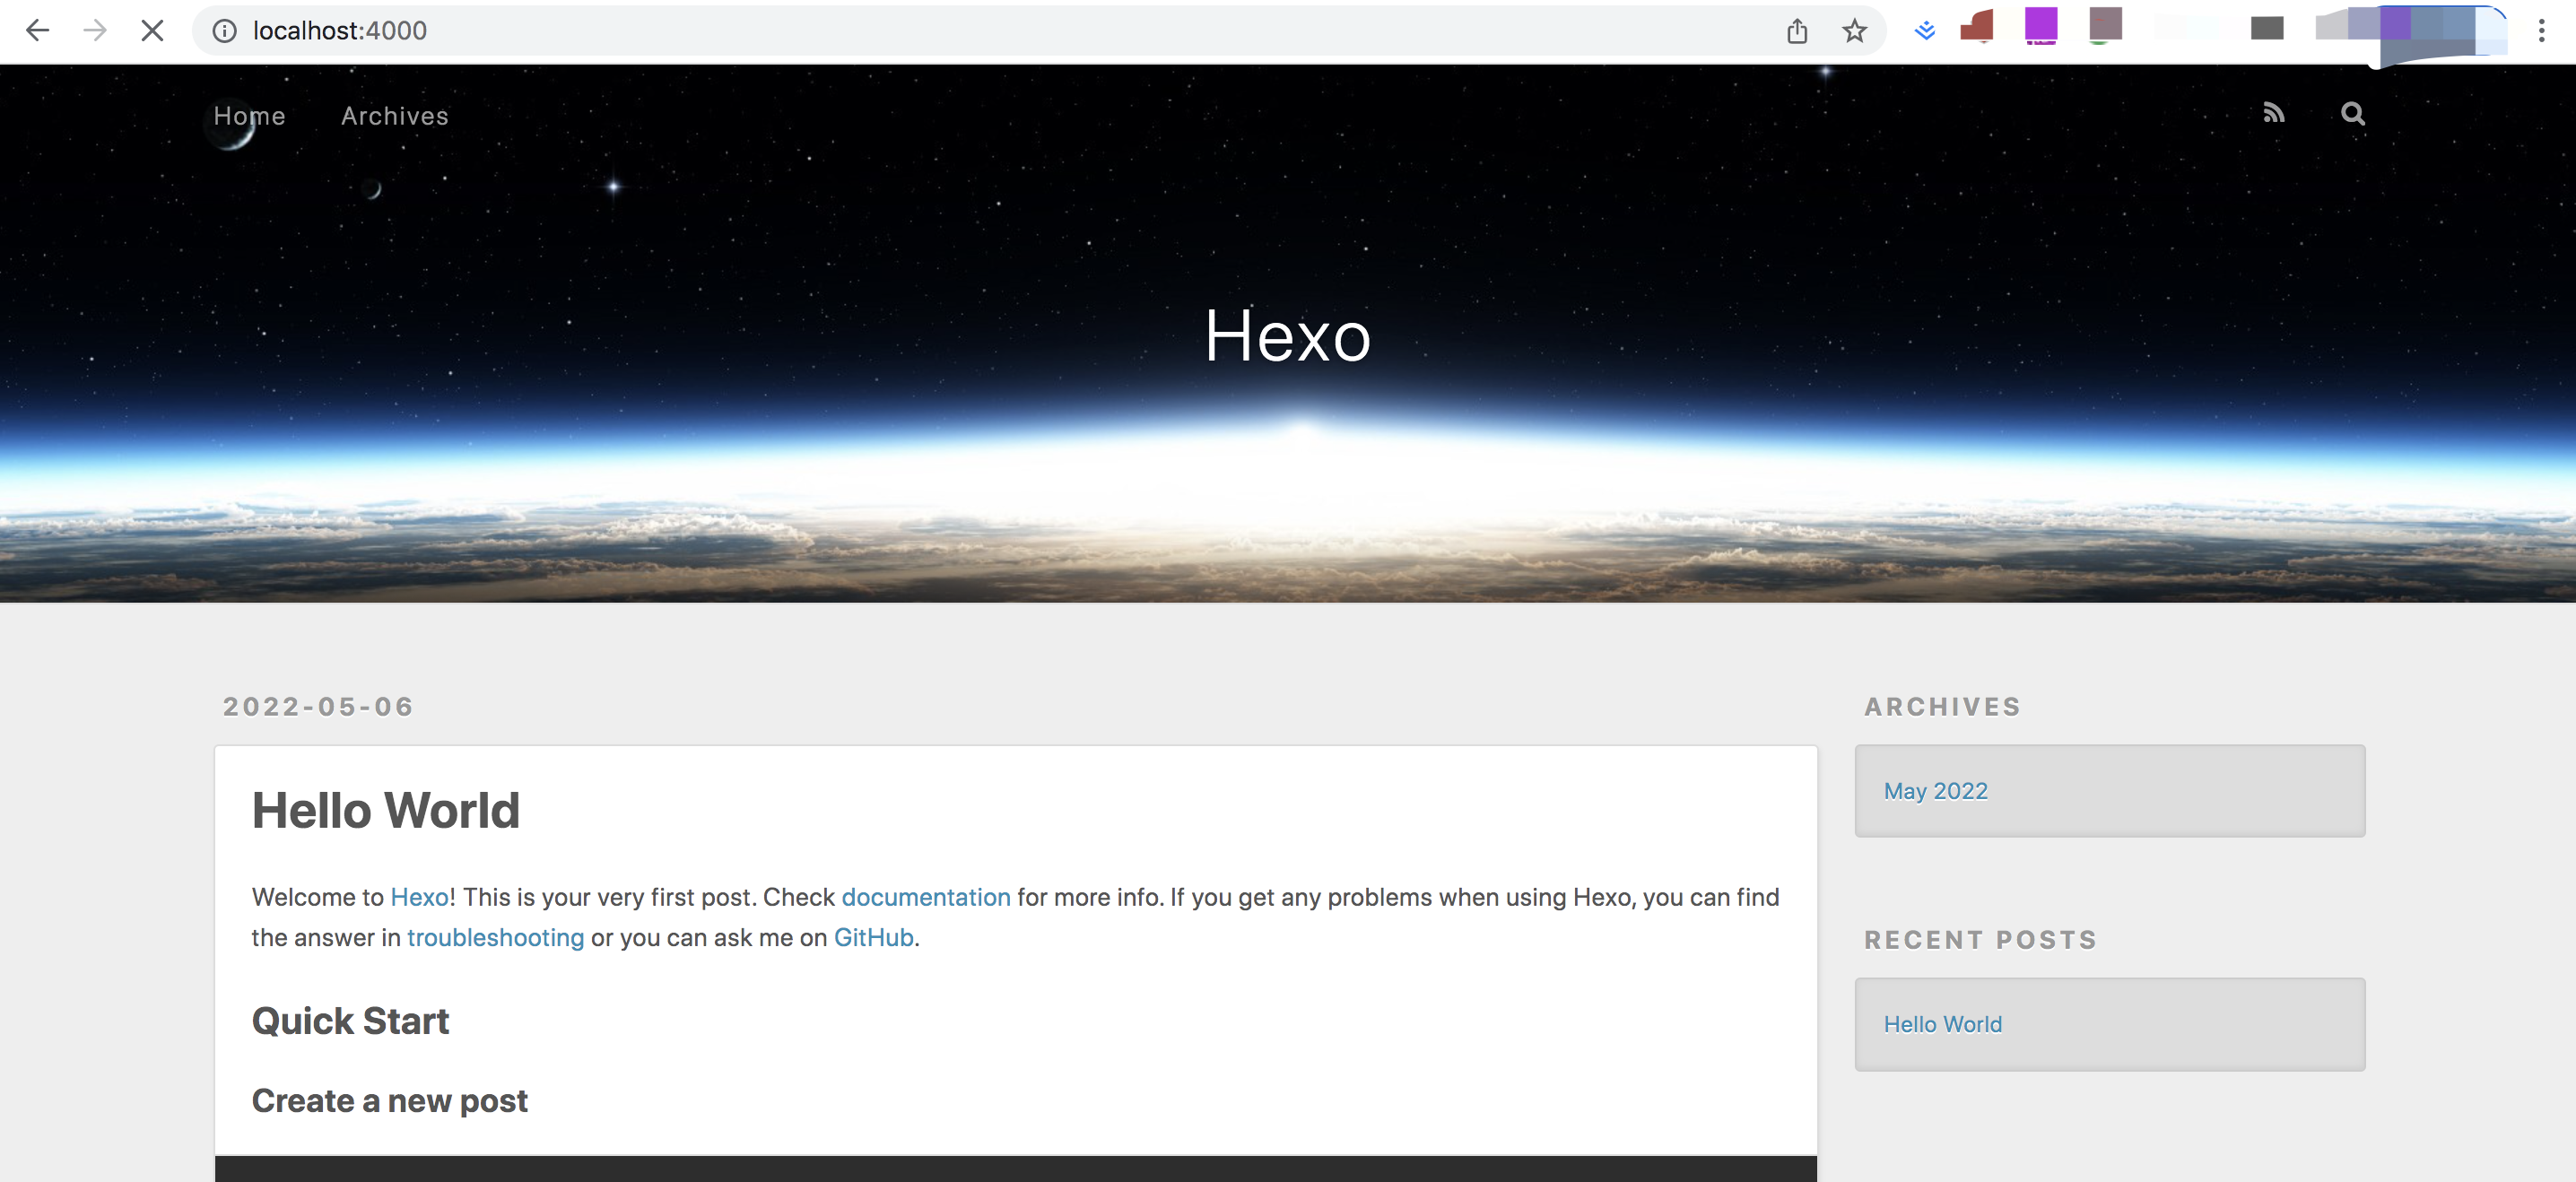 localhost:4000
Home Archives
Hexo
2022-05-06
Hello World
Welcome to Hexo! This is your very first post. Check documentation for more info. If you get any problems when using Hexo, you can find
the answer in troubleshooting or you can ask me on GitHub.
Quick Start
Create a new post
ARCHIVES
May 2022
RECENT POSTS
Hello World